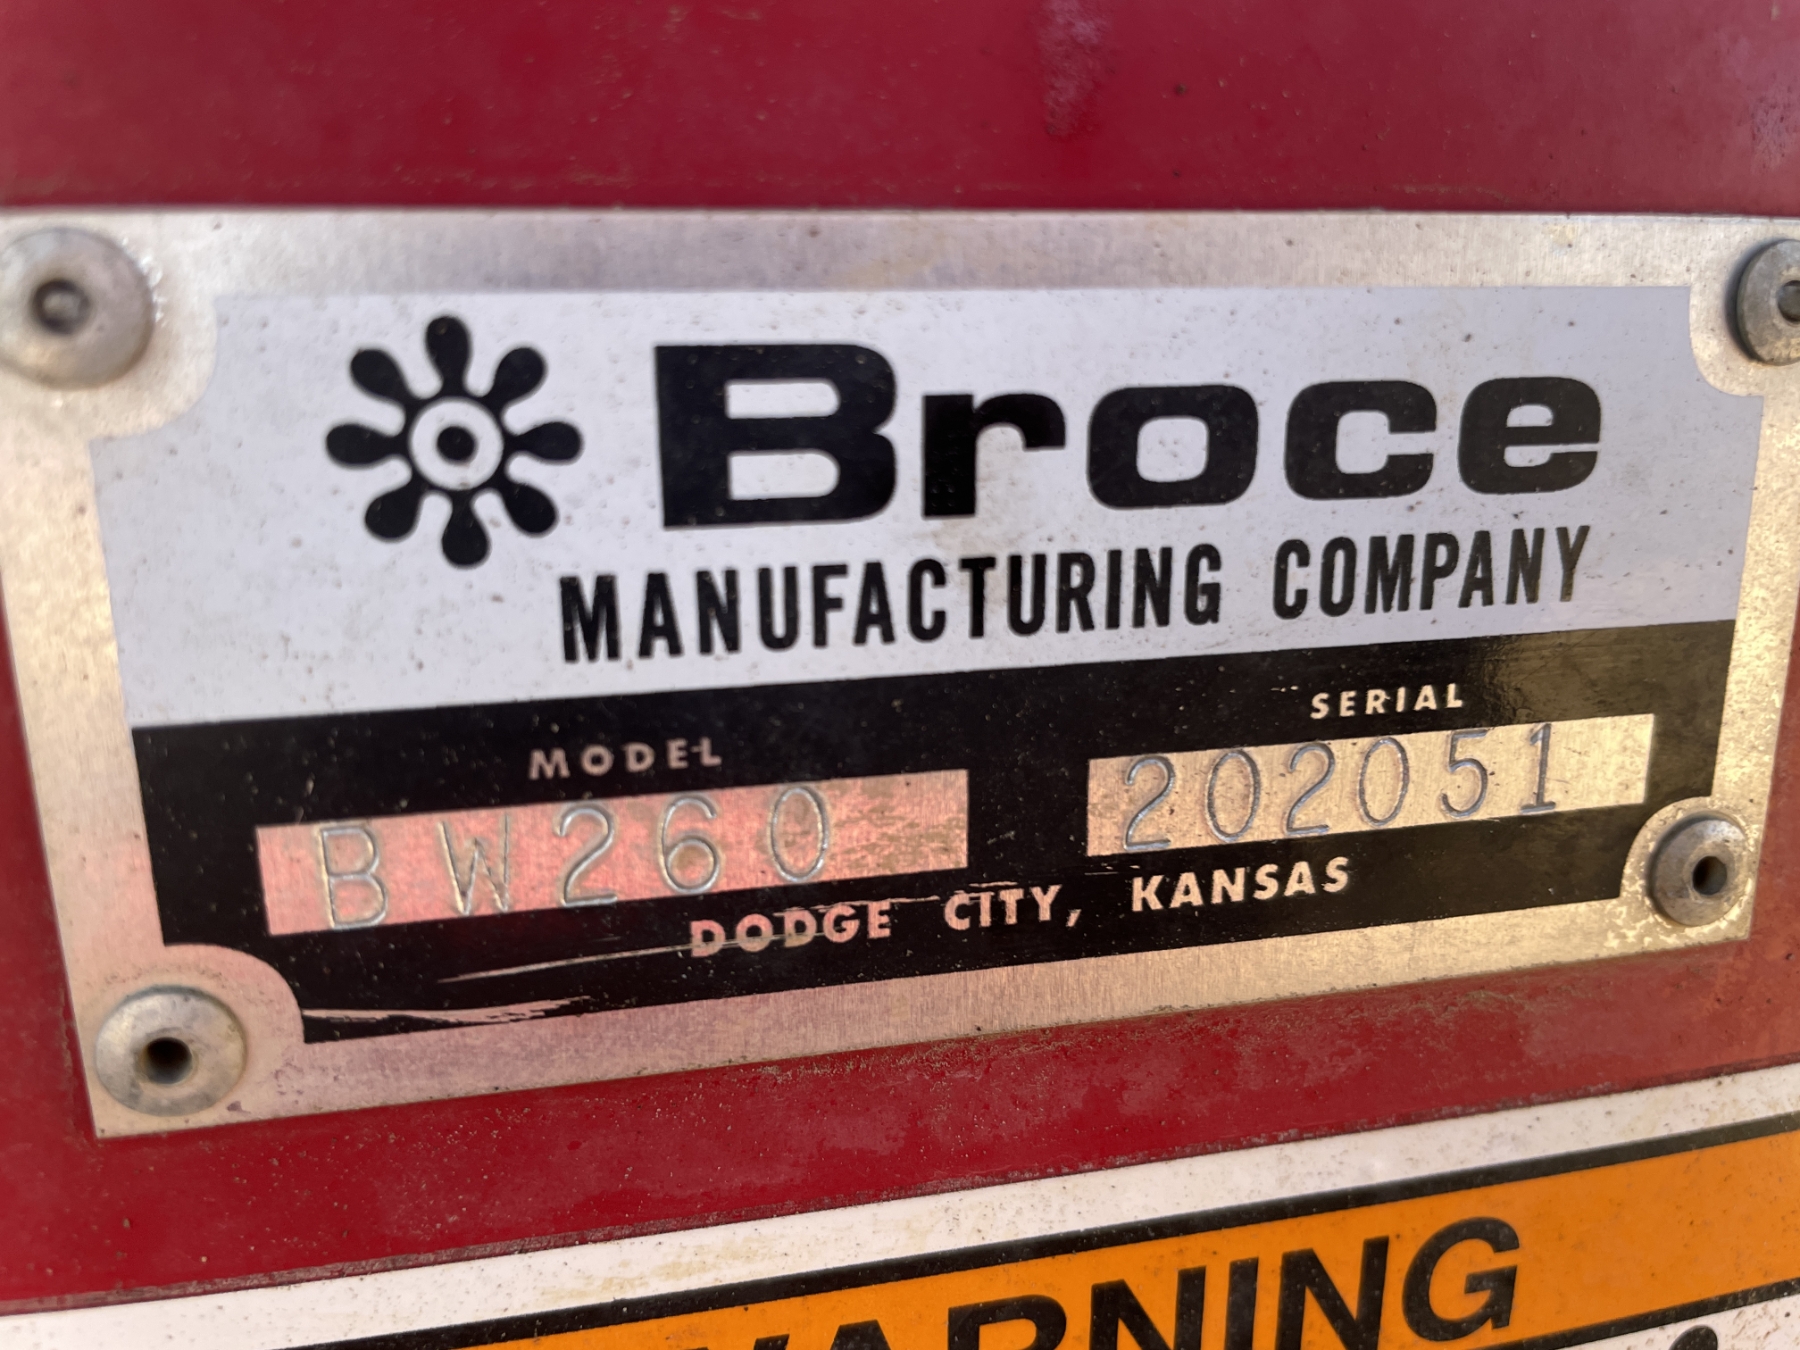 Broce
MANUFACTURING COMPANY
MODEL
SERIAL
BW260
202051
DODGE CITY, KANSAS
WARNING